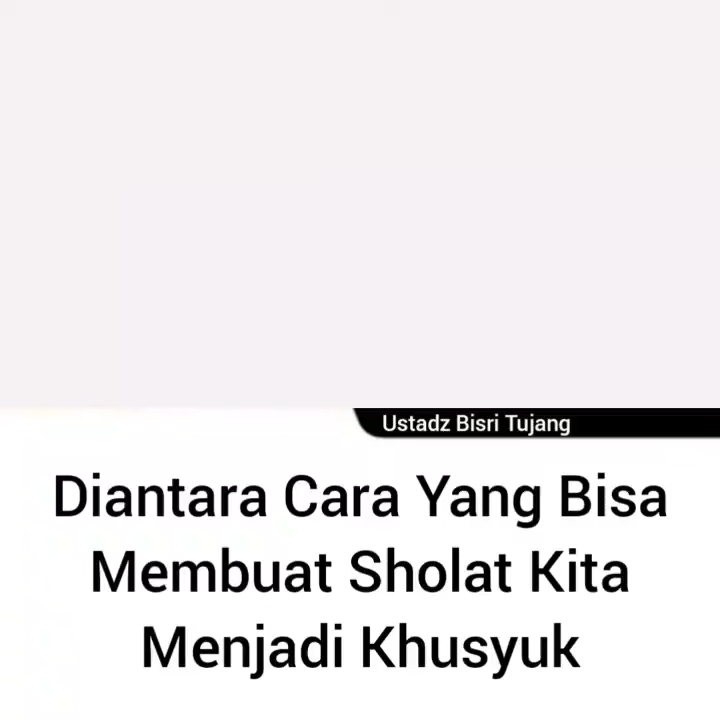 Ustadz Bisri Tujang
Diantara Cara Yang Bisa
Membuat Sholat Kita
Menjadi Khusyuk